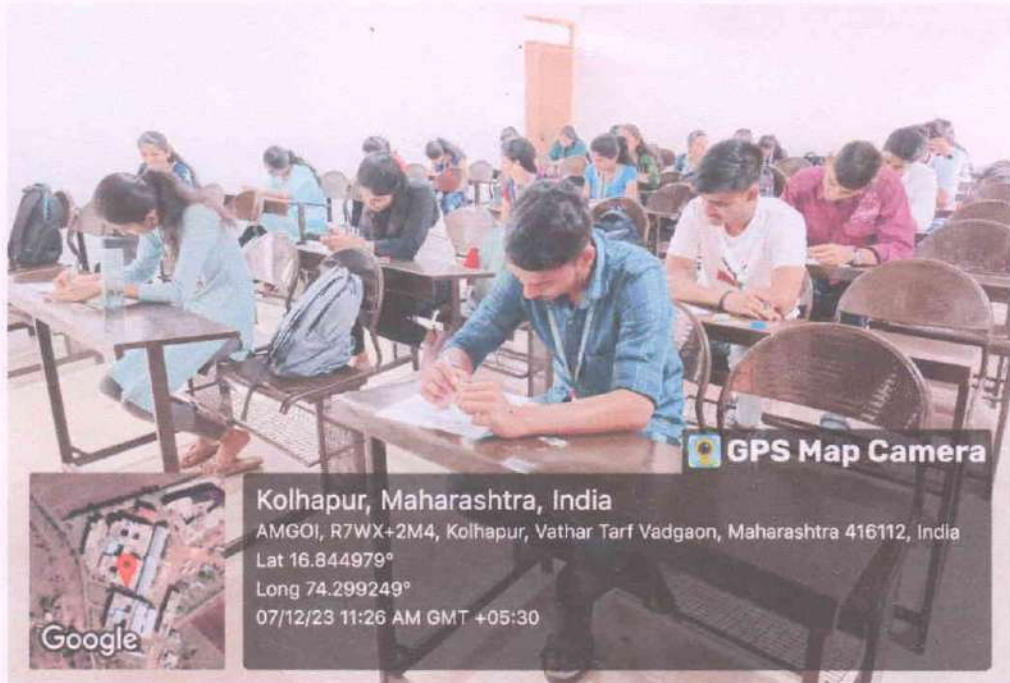 GPS Map Camera
Kolhapur, Maharashtra, India
AMGOI, R7WX+2M4, Kolhapur, Vathar Tarf Vadgaon, Maharashtra 416112, India
Lat 16.844979°
Long 74.299249°
07/12/23 11:26 AM GMT +05:30
Google